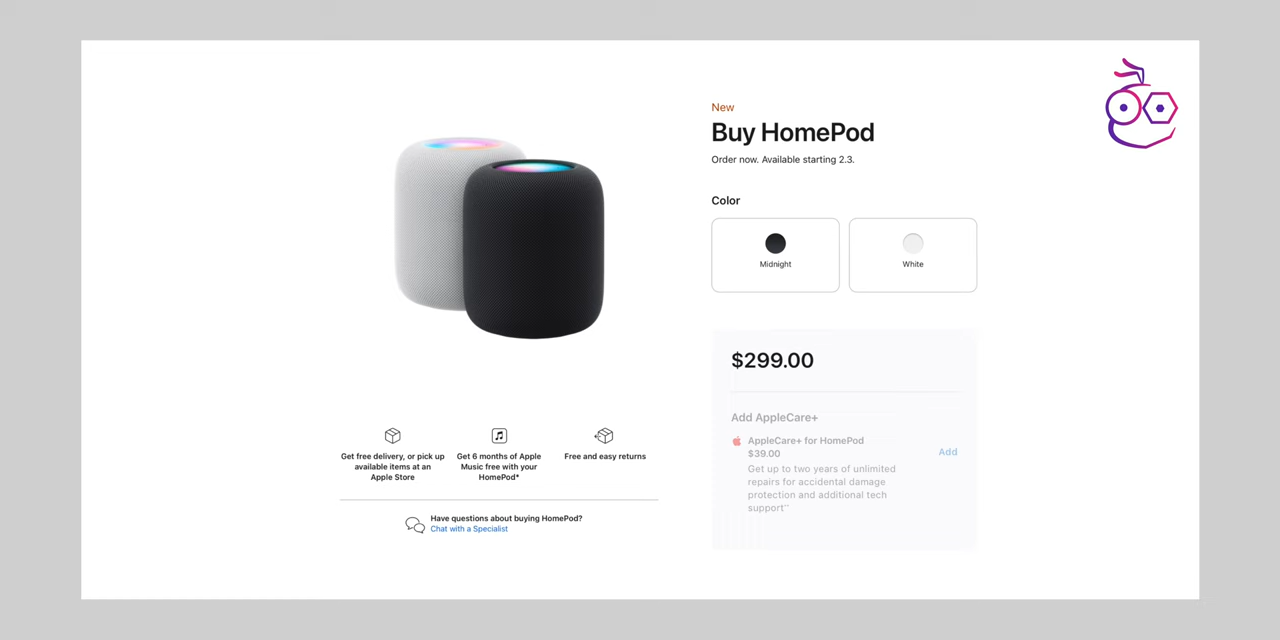 New
Buy HomePod
Order now. Available starting 2.3.
Color
Midnight
White
$299.00
Add AppleCare+
AppleCare+ for HomePod
$39.00
Add
Get up to two years of unlimited
repairs for accidental damage
protection and additional tech
support**
Get free delivery, or pick up
available items at an
Apple Store
Get 6 months of Apple
Music free with your
HomePod*
Free and easy returns
Have questions about buying HomePod?
Chat with a Specialist